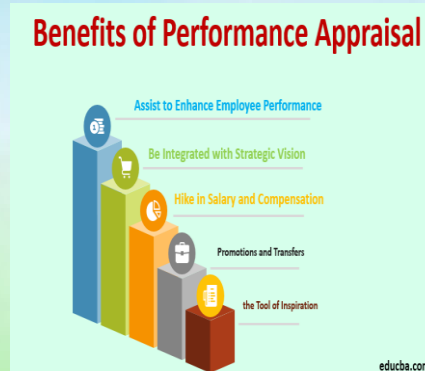 Benefits of Performance Appraisal
Assist to Enhance Employee Performance
Be Integrated with Strategic Vision
Hike in Salary and Compensation
Promotions and Transfers
the Tool of Inspiration
educba.com